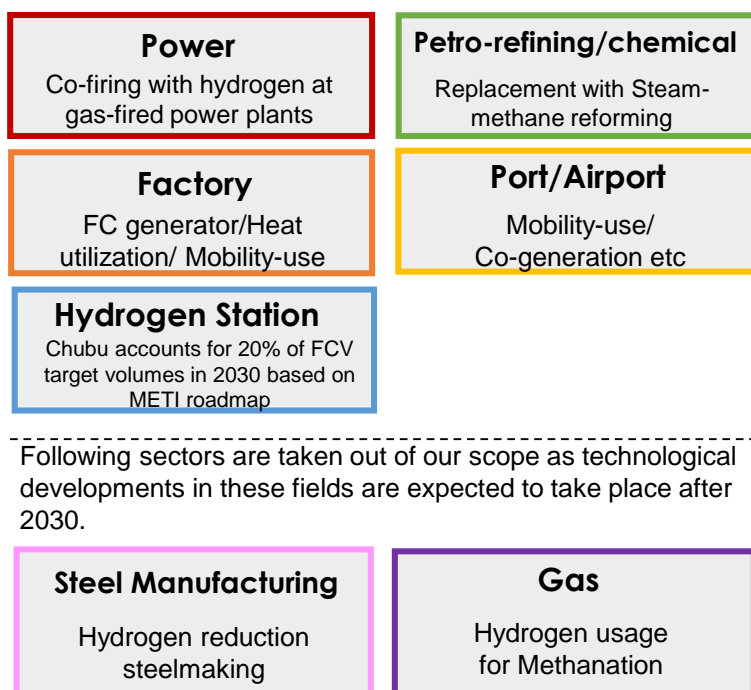 Power
Co-firing with hydrogen at
gas-fired power plants
Petro-refining/chemical
Replacement with Steam-
methane reforming
Factory
FC generator/Heat
utilization/ Mobility-use
Port/Airport
Mobility-use/
Co-generation etc
Hydrogen Station
Chubu accounts for 20% of FCV
target volumes in 2030 based on
METI roadmap
Following sectors are taken out of our scope as technological
developments in these fields are expected to take place after
2030.
Steel Manufacturing
Hydrogen reduction
steelmaking
Gas
Hydrogen usage
for Methanation